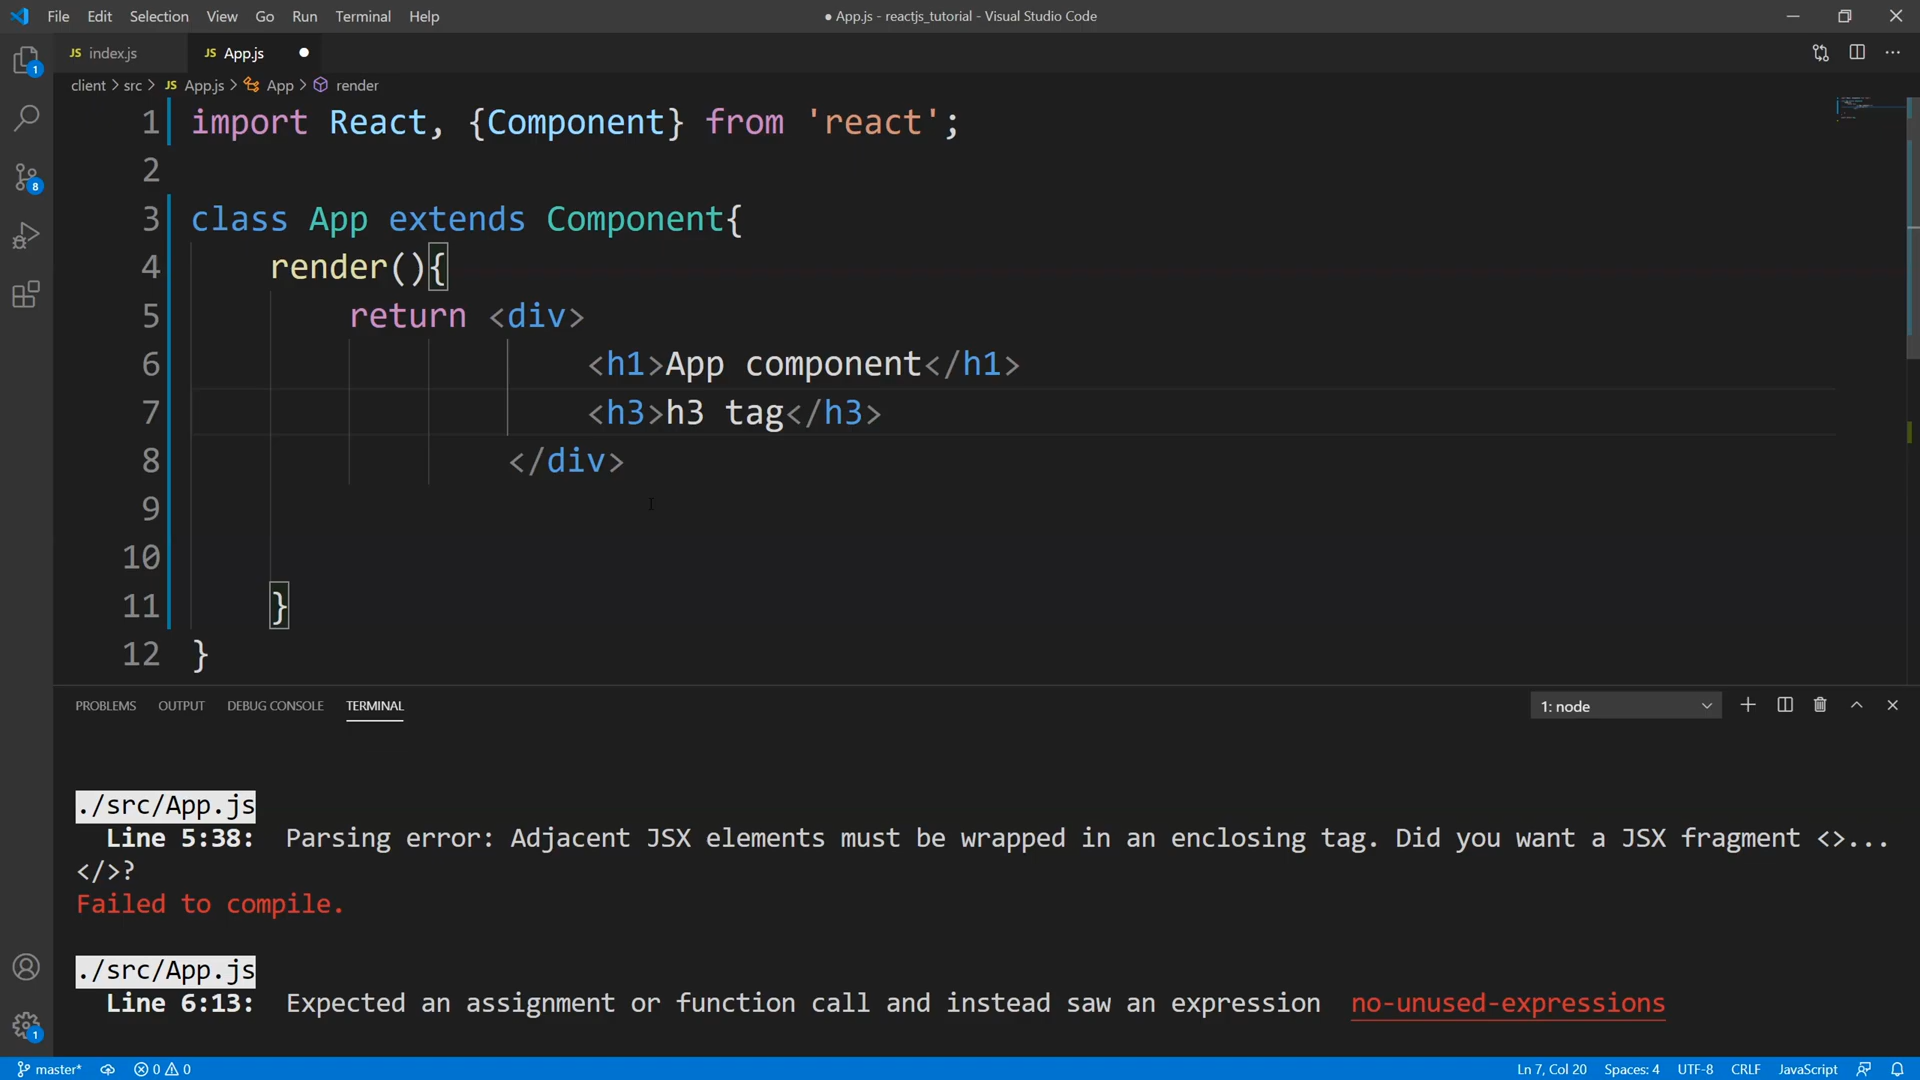 File Edit Selection View Go Run Terminal Help
● App.js - reactjs_tutorial - Visual Studio Code
JS index.js
JS App.js ●
client > src > JS App.js > App > render
1 import React, {Component} from 'react';
2
3 class App extends Component{
4 render(){
5 return <div>
6 <h1>App component</h1>
7 <h3>h3 tag</h3>
8 </div>
9
10
11 }
12 }
1
8
1
PROBLEMS OUTPUT DEBUG CONSOLE TERMINAL
1: node
./src/App.js
Line 5:38: Parsing error: Adjacent JSX elements must be wrapped in an enclosing tag. Did you want a JSX fragment <>...
</>?
Failed to compile.
./src/App.js
Line 6:13: Expected an assignment or function call and instead saw an expression no-unused-expressions
master* 0 0
Ln 7, Col 20 Spaces: 4 UTF-8 CRLF JavaScript